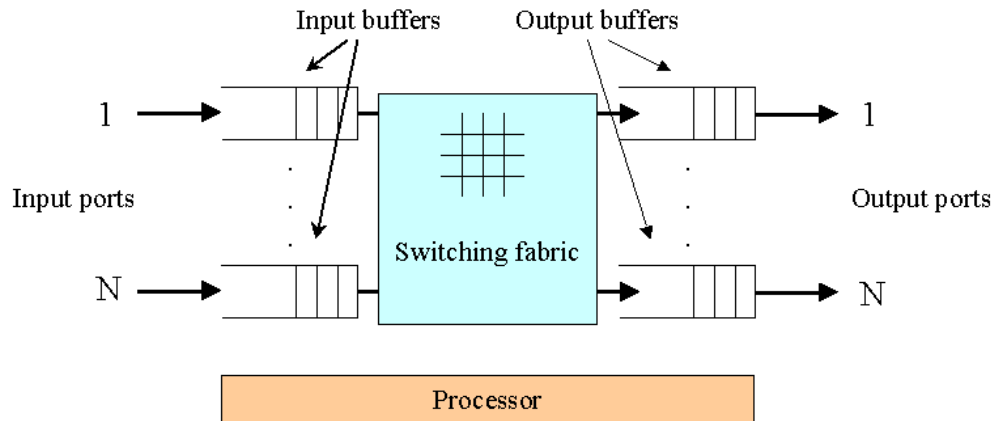 Input buffers
Output buffers
1
1
Input ports
Output ports
Switching fabric
N
N
Processor